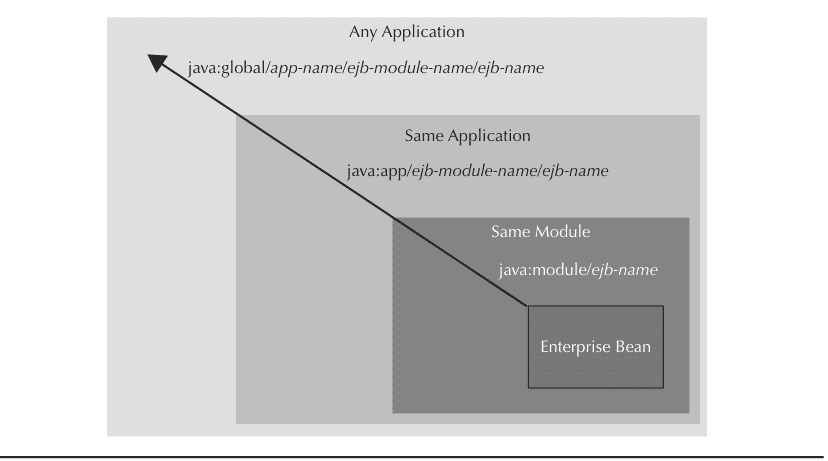 Any Application
java:global/app-name/ejb-module-name/ejb-name
Same Application
java:app/ejb-module-name/ejb-name
Same Module
java:module/ejb-name
Enterprise Bean